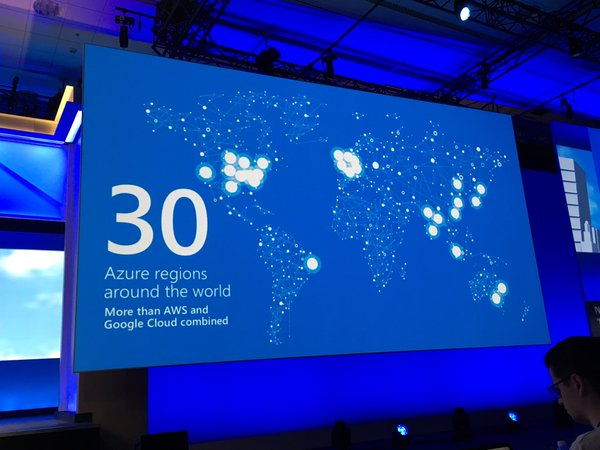 30
Azure regions
around the world
More than AWS and
Google Cloud combined